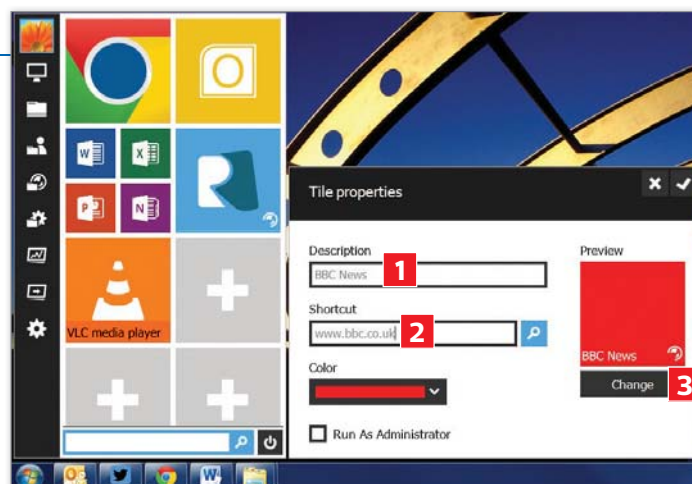 O
W
X
P
N
VLC media player
Tile properties
Description
BBC News
1
Shortcut
www.bbc.co.uk
2
Color
Run As Administrator
Preview
BBC News
Change
3
O
W